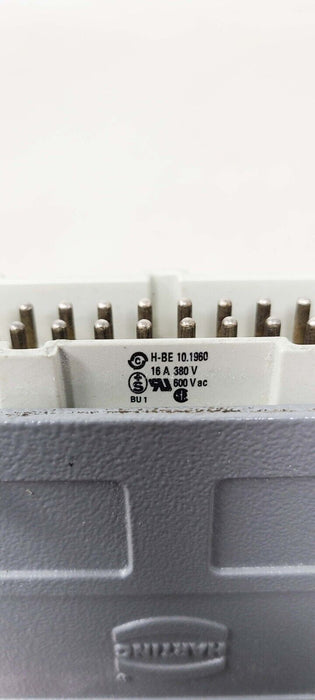 H-BE 10.1960
16 A 380 V
S 600 V ac
BU 1
HARTING